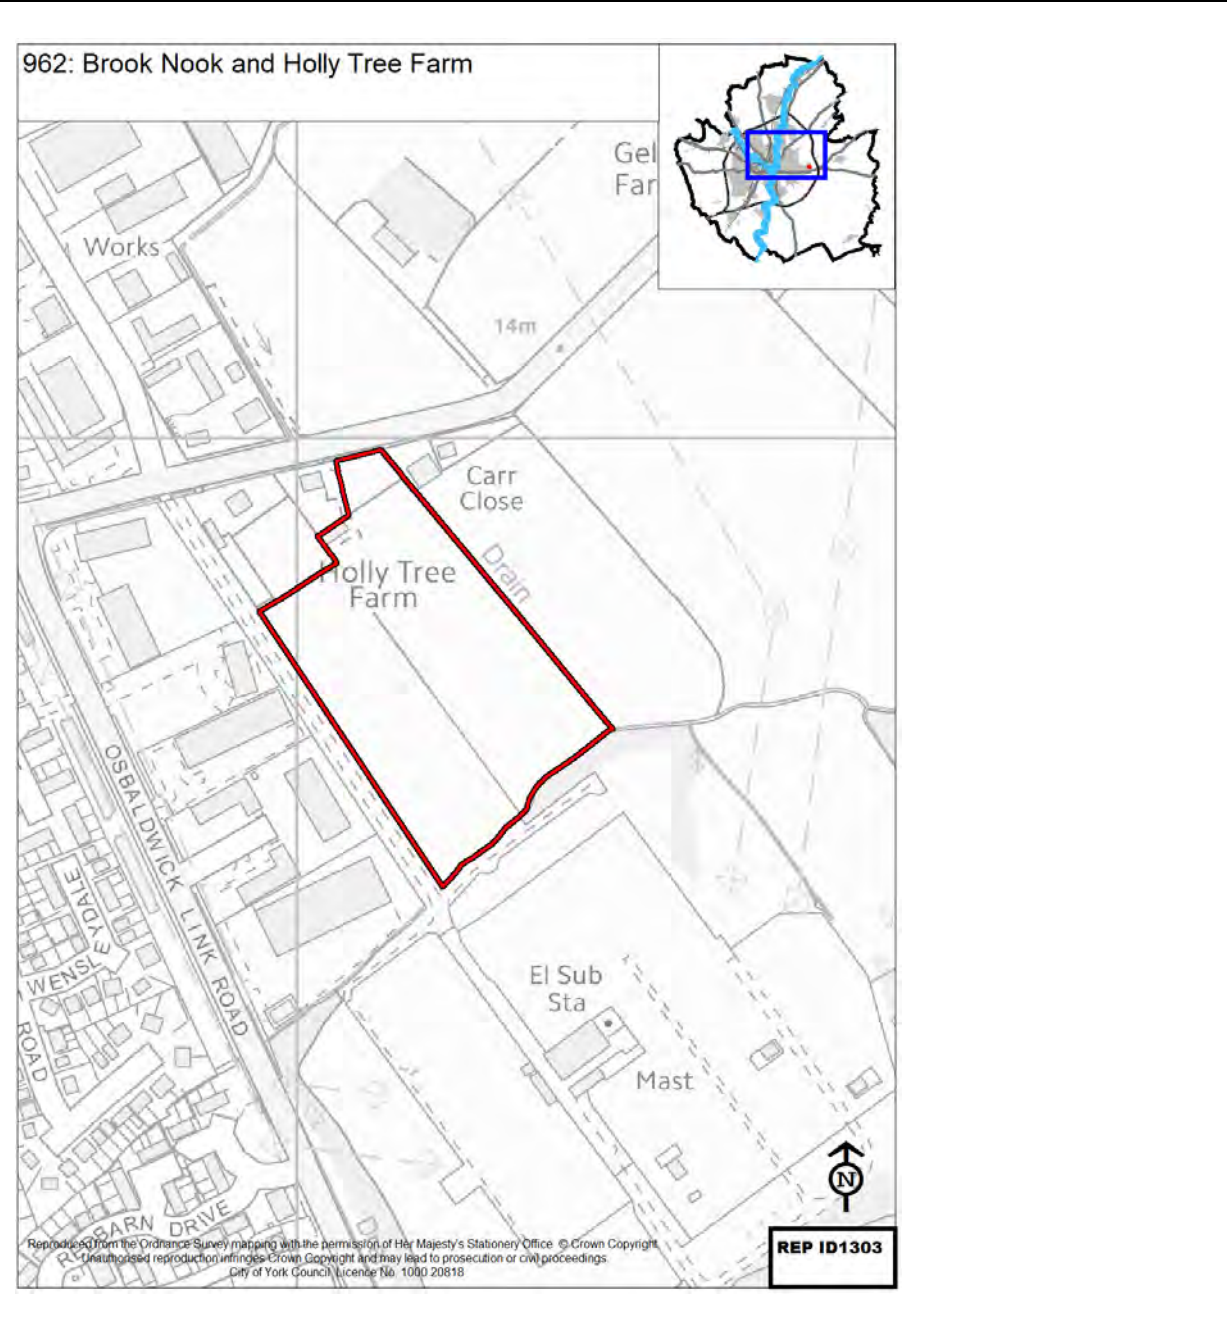 962: Brook Nook and Holly Tree Farm
Gel
Far
Works
14m
Carr
Close
Drain
Holly Tree
Farm
OSBALDWICK LINK ROAD
WENSLEYDALE
ROAD
El Sub
Sta
Mast
N
BARN DRIVE
Reproduced from the Ordnance Survey mapping with the permission of Her Majesty's Stationery Office © Crown Copyright
Unauthorised reproduction infringes Crown Copyright and may lead to prosecution or civil proceedings
City of York Council Licence No. 1000 20818
REP ID1303